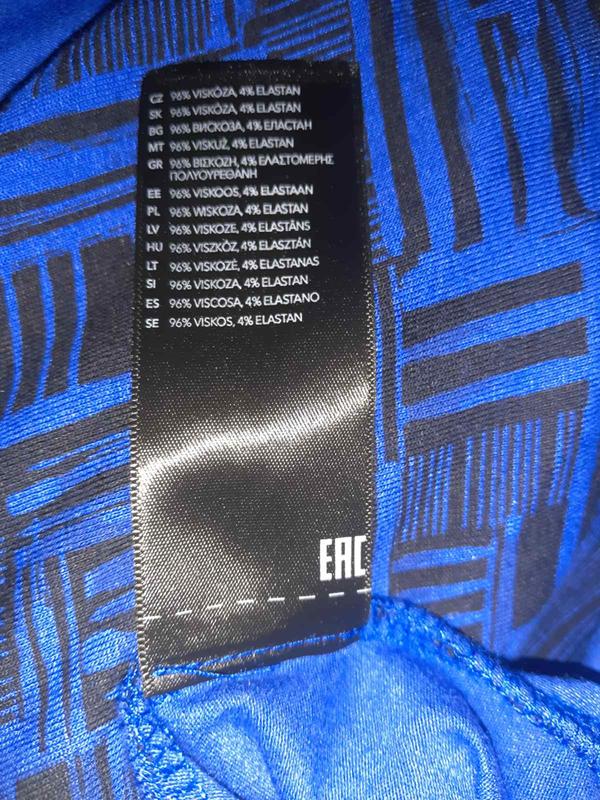 CZ 96% VISKÓZA, 4% ELASTAN
SK 96% VISKÓZA, 4% ELASTAN
BG 96% ВИСКОЗА, 4% ЕЛАСТАН
MT 96% VISKUŻ, 4% ELASTAN
GR 96% ΒΙΣΚΟΖΗ, 4% ΕΛΑΣΤΟΜΕΡΗΣ
ΠΟΛΥΟΥΡΕΘΑΝΗ
EE 96% VISKOOS, 4% ELASTAAN
PL 96% WISKOZA, 4% ELASTAN
LV 96% VISKOZE, 4% ELASTĀNS
HU 96% VISZKÓZ, 4% ELASZTÁN
LT 96% VISKOZĖ, 4% ELASTANAS
SI 96% VISKOZA, 4% ELASTAN
ES 96% VISCOSA, 4% ELASTANO
SE 96% VISKOS, 4% ELASTAN
EAC